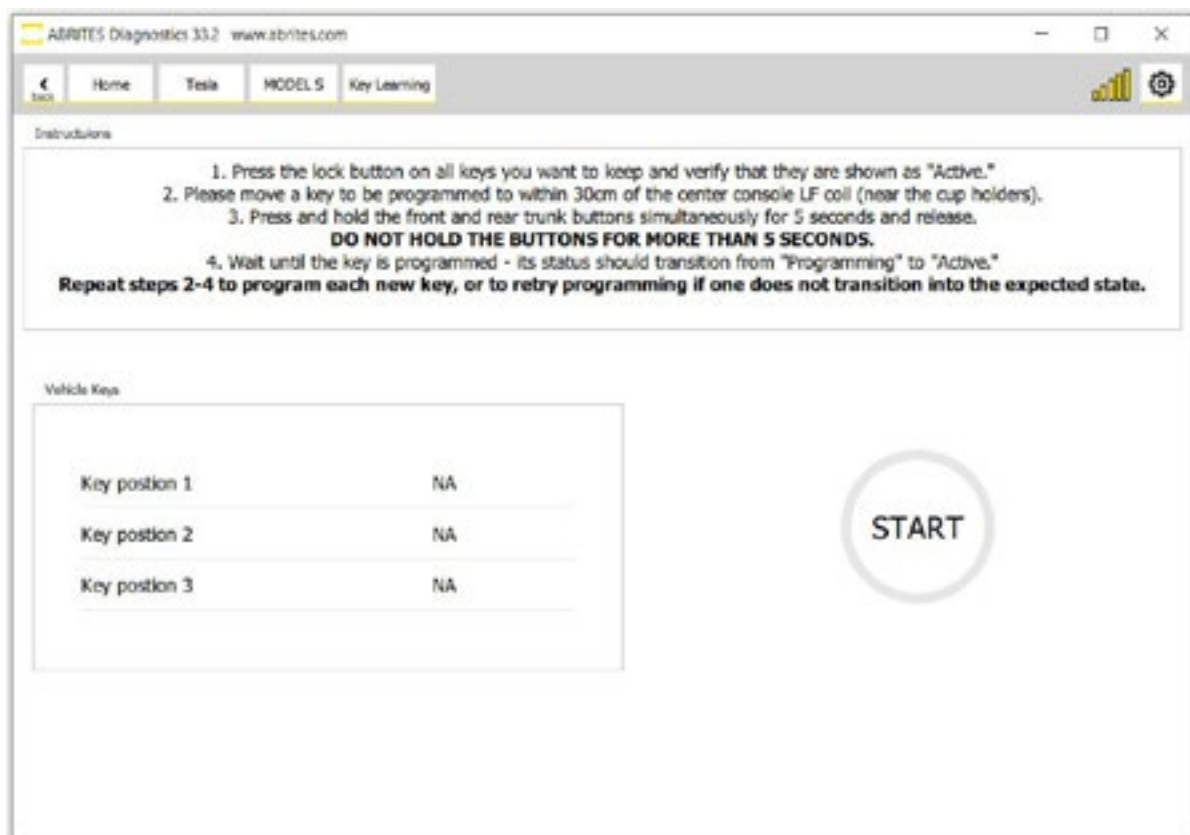 ABRITES Diagnostics 33.2 www.abrites.com
back
Home
Tesla
MODEL S
Key Learning
Instructuions
1. Press the lock button on all keys you want to keep and verify that they are shown as "Active."
2. Please move a key to be programmed to within 30cm of the center console LF coil (near the cup holders).
3. Press and hold the front and rear trunk buttons simultaneously for 5 seconds and release.
DO NOT HOLD THE BUTTONS FOR MORE THAN 5 SECONDS.
4. Wait until the key is programmed - its status should transition from "Programming" to "Active."
Repeat steps 2-4 to program each new key, or to retry programming if one does not transition into the expected state.
Vehicle Keys
Key postion 1 NA
Key postion 2 NA
Key postion 3 NA
START